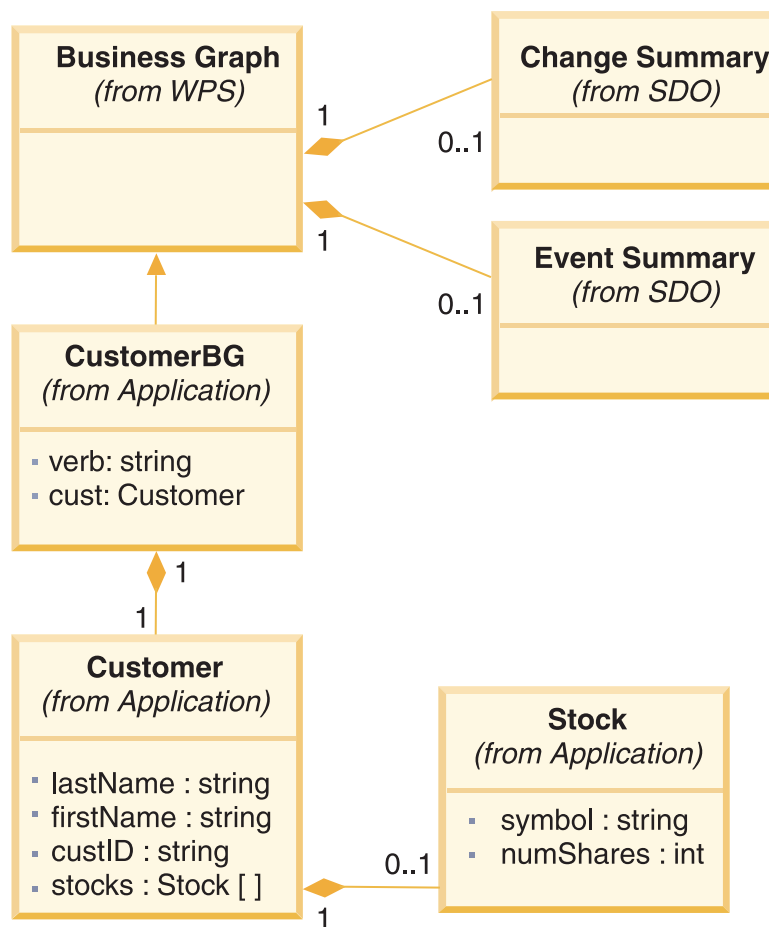 Business Graph
(from WPS)
1
0..1
Change Summary
(from SDO)
1
0..1
Event Summary
(from SDO)
CustomerBG
(from Application)
verb: string
cust: Customer
1
1
Customer
(from Application)
lastName : string
firstName : string
custID : string
stocks : Stock [ ]
1
0..1
Stock
(from Application)
symbol : string
numShares : int